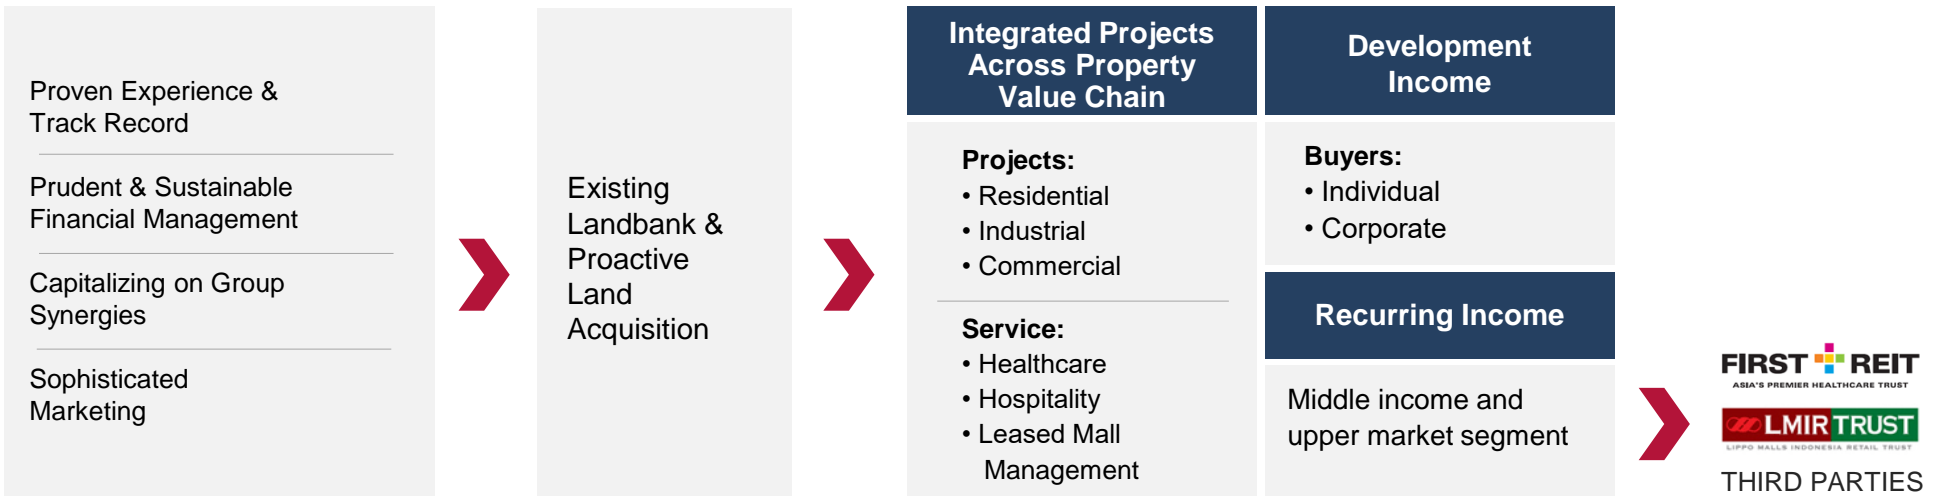 Proven Experience &
Track Record
Prudent & Sustainable
Financial Management
Capitalizing on Group
Synergies
Sophisticated
Marketing
Existing
Landbank &
Proactive
Land
Acquisition
Integrated Projects
Across Property
Value Chain
Projects:
• Residential
• Industrial
• Commercial
Service:
• Healthcare
• Hospitality
• Leased Mall
Management
Development
Income
Buyers:
• Individual
• Corporate
Recurring Income
Middle income and
upper market segment
FIRST REIT
ASIA'S PREMIER HEALTHCARE TRUST
LMIR TRUST
LIPPO MALLS INDONESIA RETAIL TRUST
THIRD PARTIES